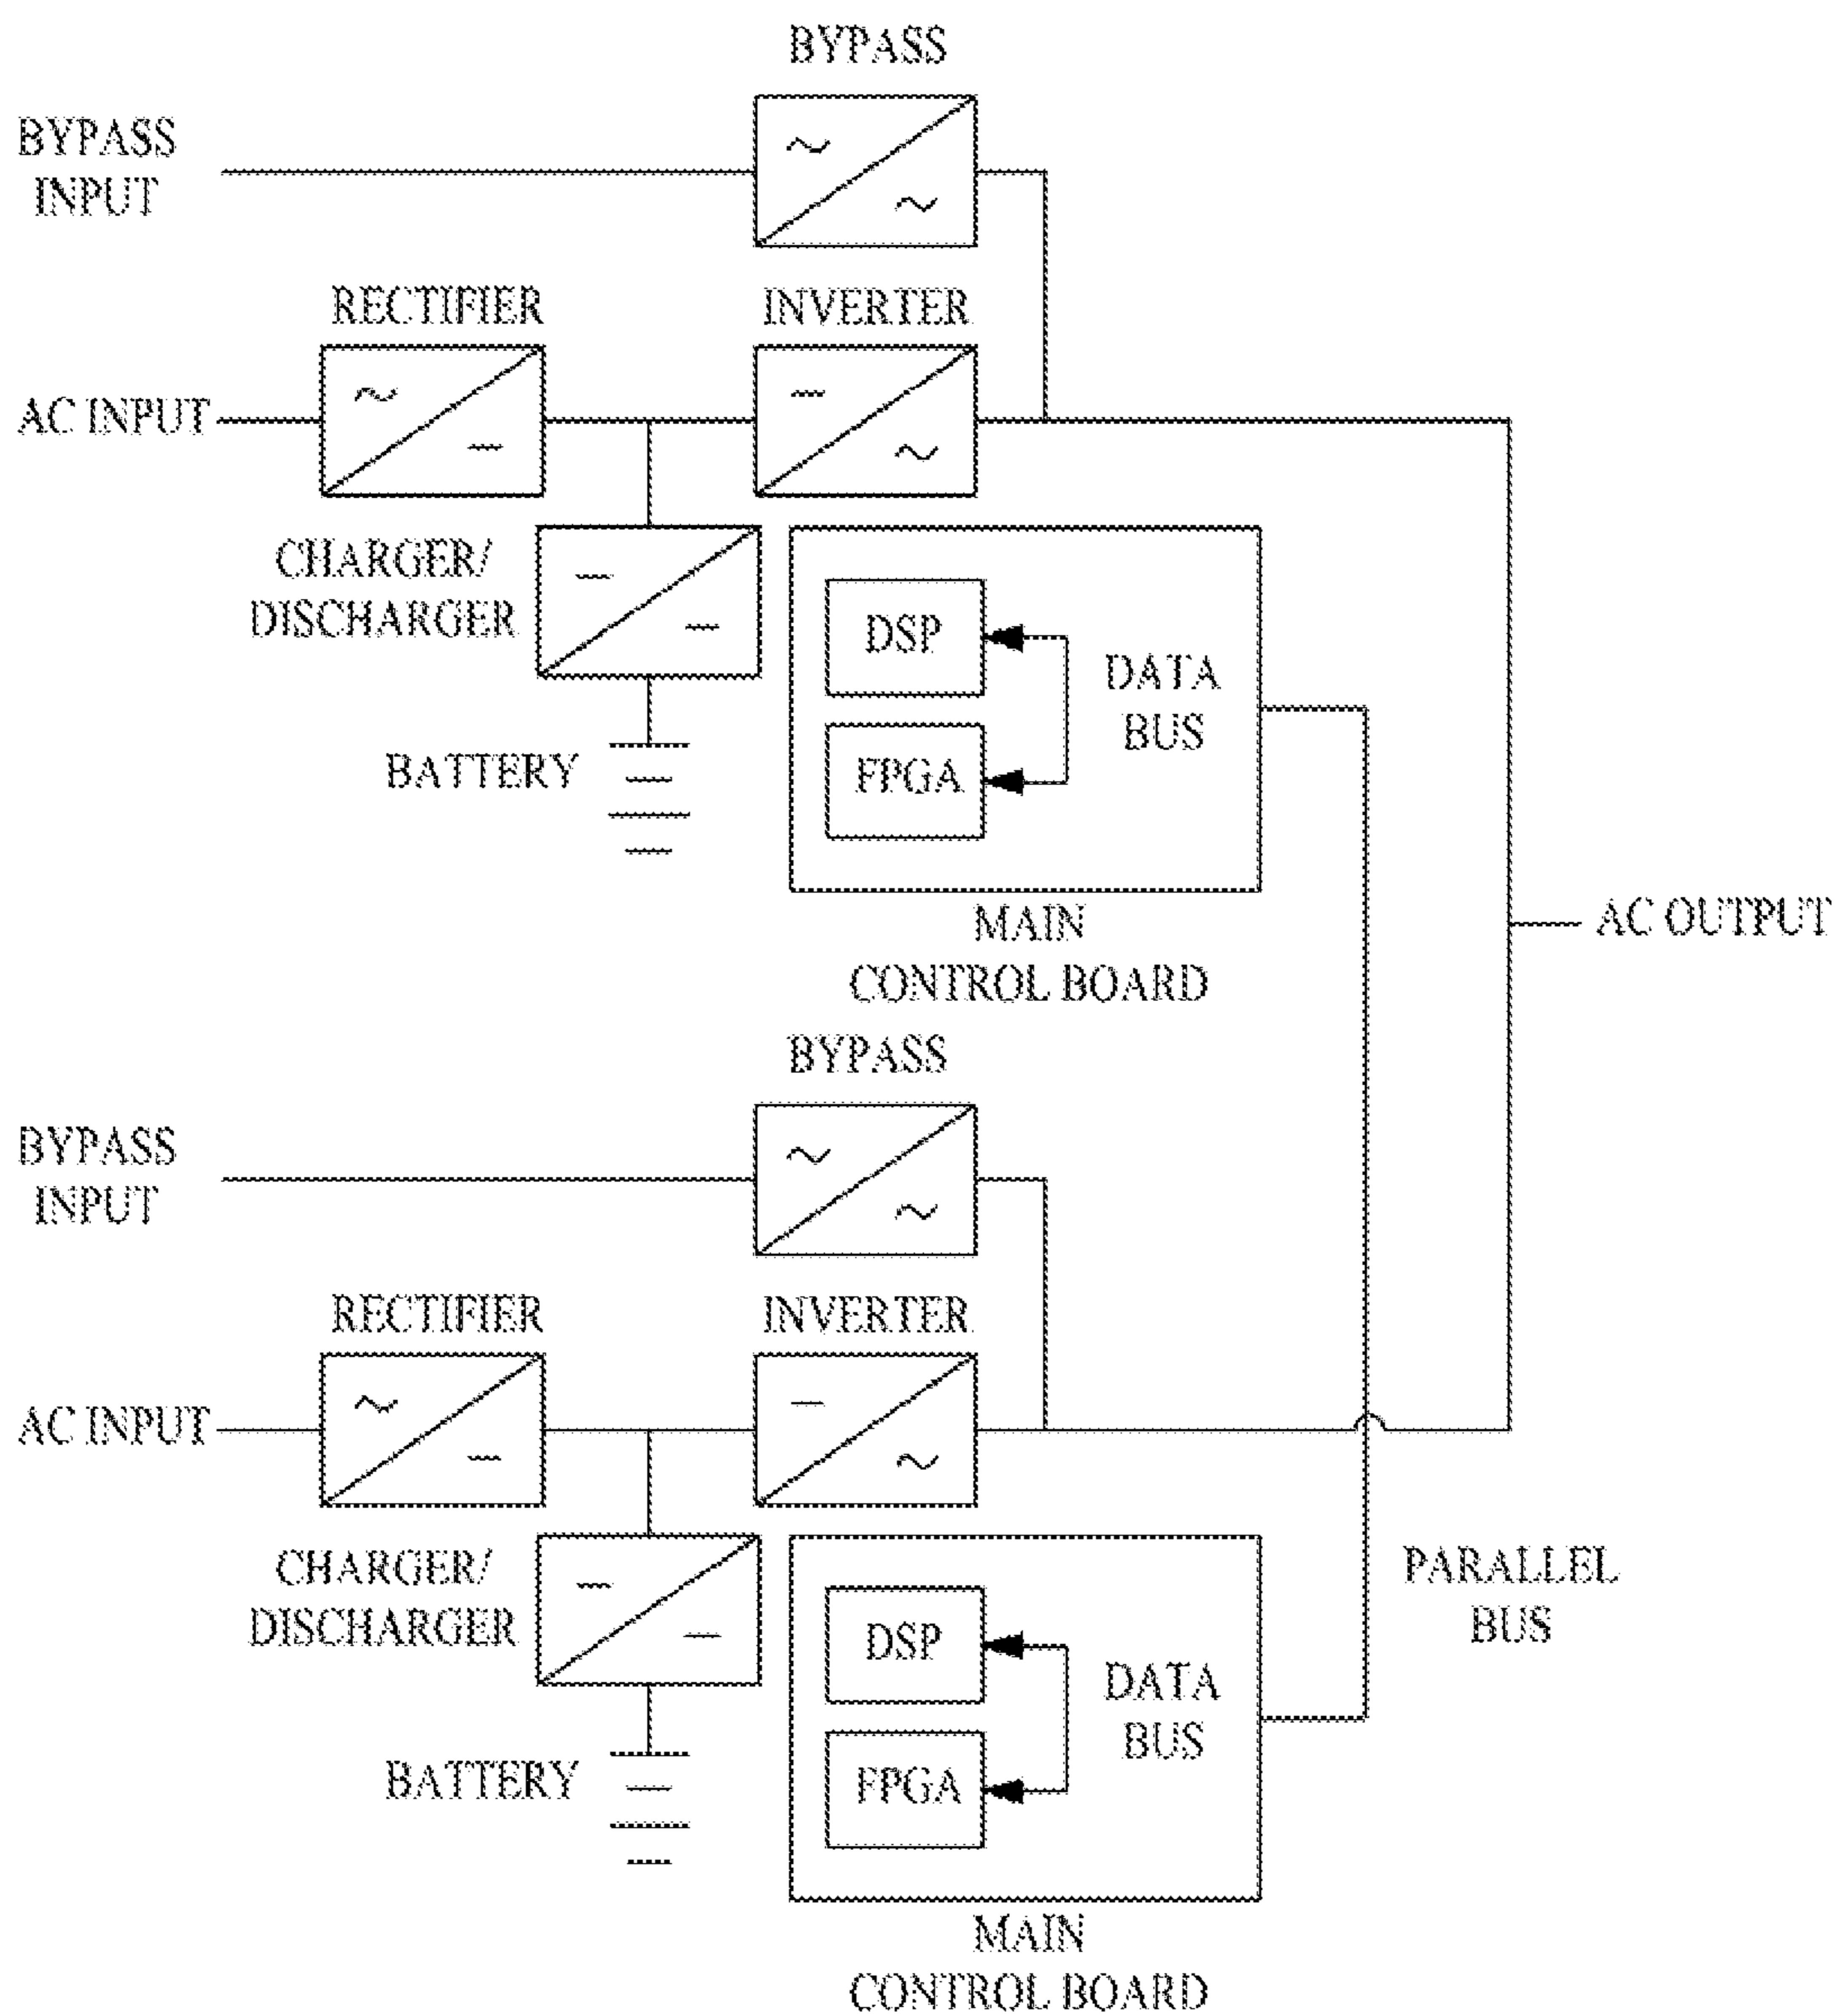 BYPASS
BYPASS
INPUT
RECTIFIER
INVERTER
AC INPUT
CHARGER/
DISCHARGER
DSP
DATA
BUS
FPGA
BATTERY
MAIN
CONTROL BOARD
AC OUTPUT
BYPASS
BYPASS
INPUT
RECTIFIER
INVERTER
AC INPUT
CHARGER/
DISCHARGER
DSP
DATA
BUS
FPGA
PARALLEL
BUS
BATTERY
MAIN
CONTROL BOARD